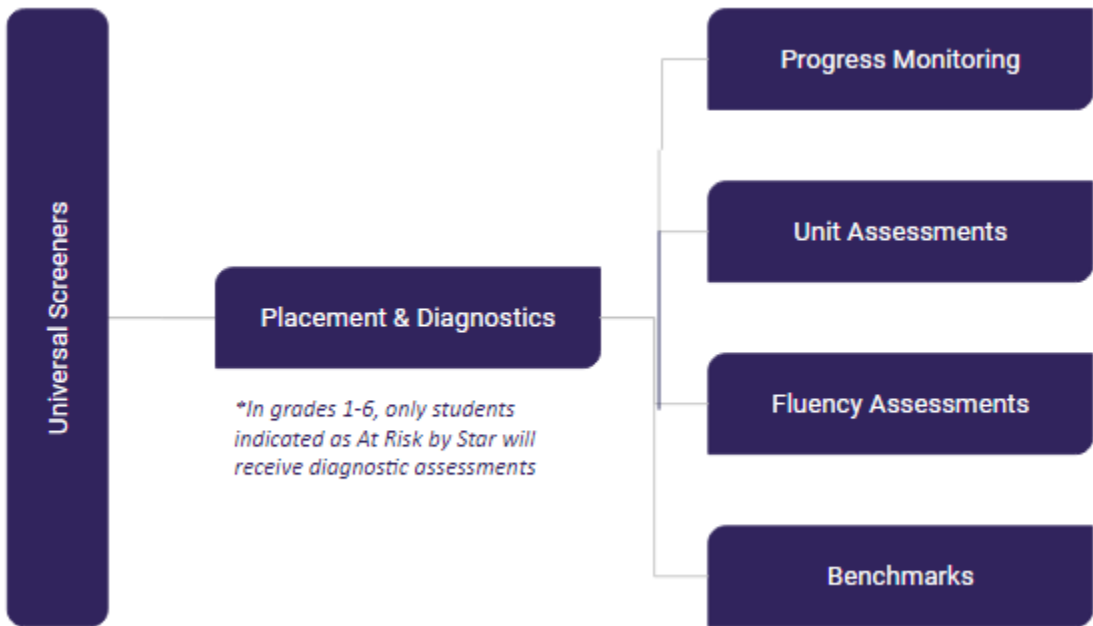 Universal Screeners
Placement & Diagnostics
*In grades 1-6, only students
indicated as At Risk by Star will
receive diagnostic assessments
Progress Monitoring
Unit Assessments
Fluency Assessments
Benchmarks